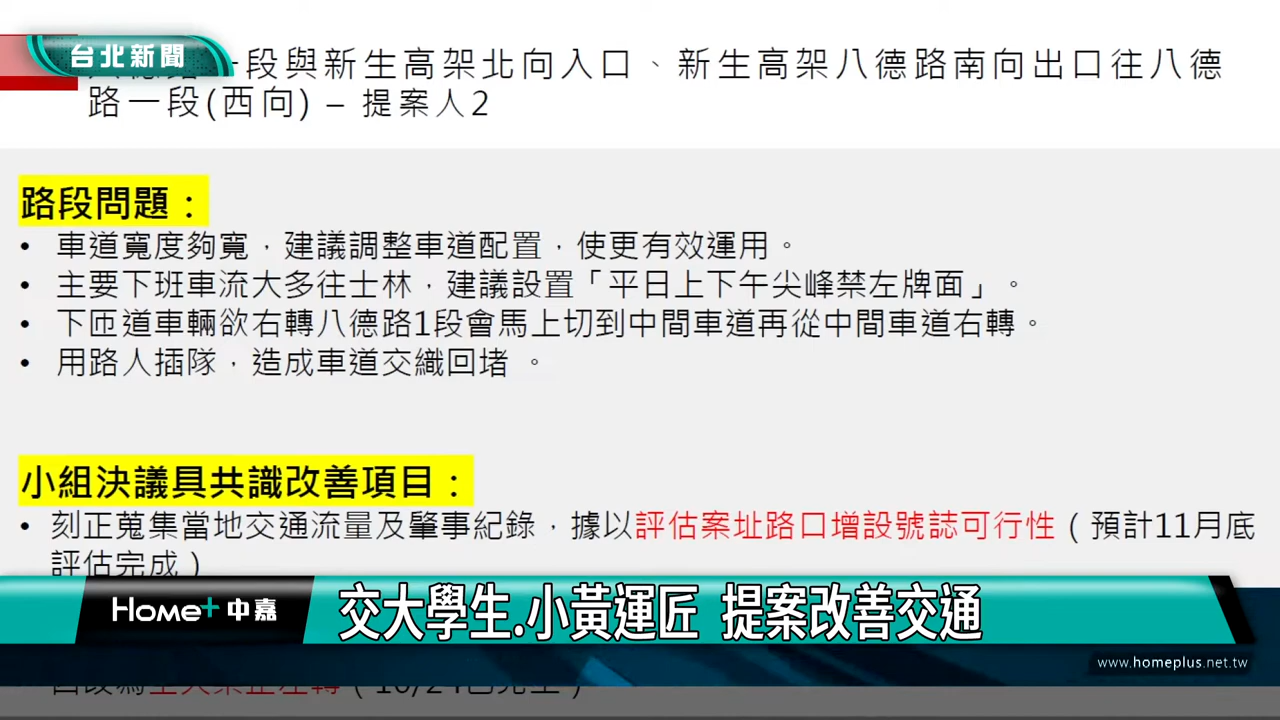 台北新聞
一段與新生高架北向入口、新生高架八德路南向出口往八德
路一段(西向) – 提案人2
路段問題：
• 車道寬度夠寬，建議調整車道配置，使更有效運用。
• 主要下班車流大多往士林，建議設置「平日上下午尖峰禁左牌面」。
• 下匝道車輛欲右轉八德路1段會馬上切到中間車道再從中間車道右轉。
• 用路人插隊，造成車道交織回堵 。
小組決議具共識改善項目：
• 刻正蒐集當地交通流量及肇事紀錄，據以評估案址路口增設號誌可行性（預計11月底
評估完成）
Home+中嘉
交大學生.小黃運匠 提案改善交通
www.homeplus.net.tw